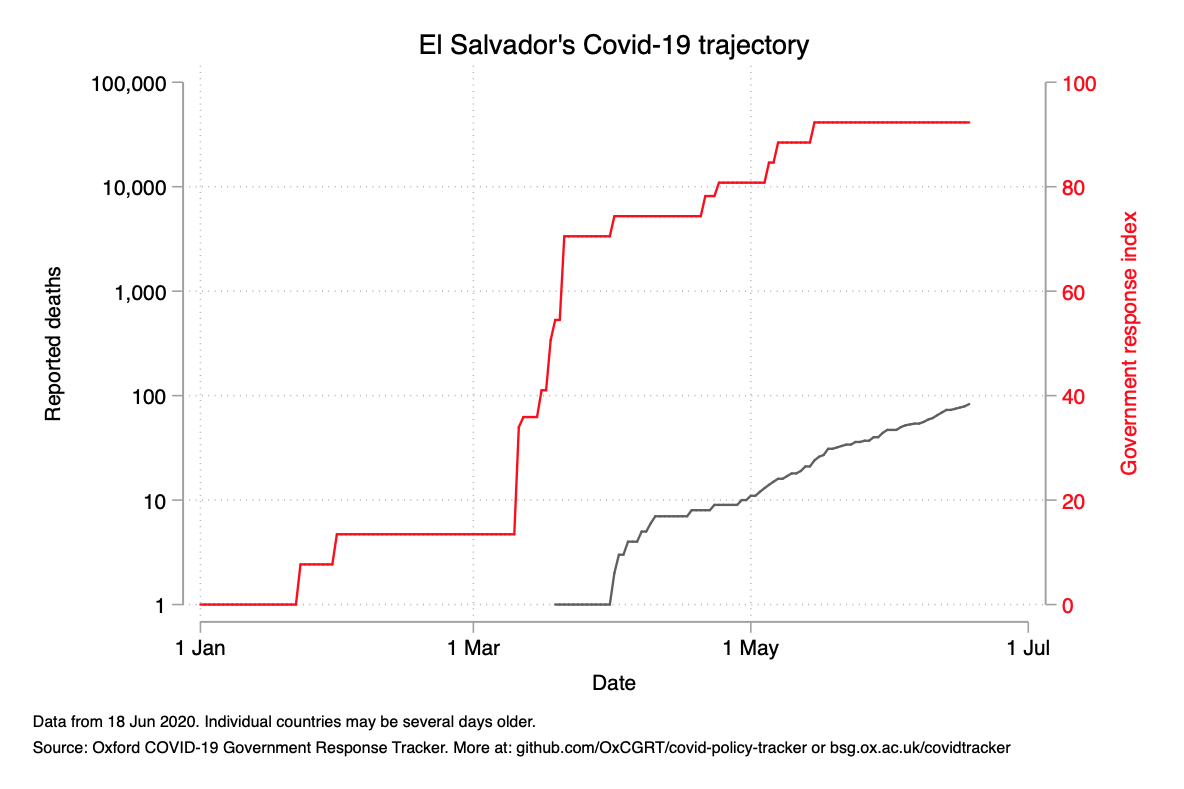 El Salvador's Covid-19 trajectory
100,000
10,000
1,000
100
10
1
Reported deaths
100
80
60
40
20
0
Government response index
1 Jan 1 Mar 1 May 1 Jul
Date
Data from 18 Jun 2020. Individual countries may be several days older.
Source: Oxford COVID-19 Government Response Tracker. More at: github.com/OxCGRT/covid-policy-tracker or bsg.ox.ac.uk/covidtracker